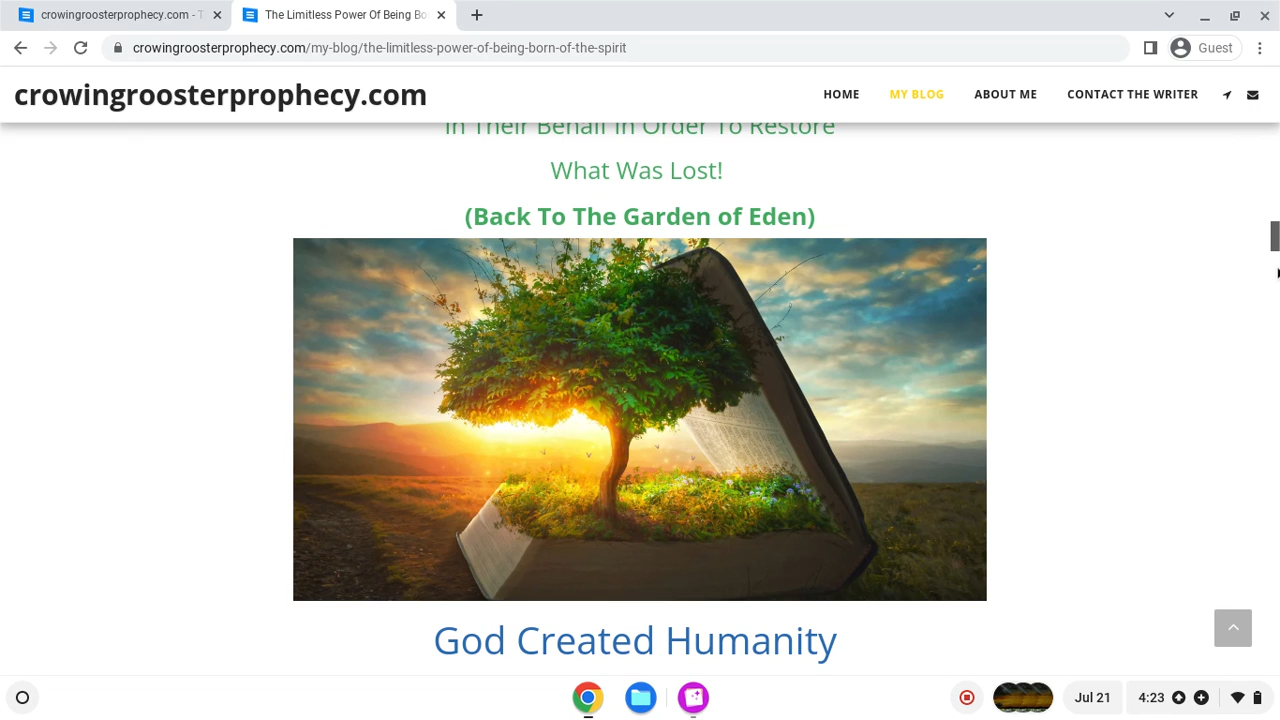 crowingroosterprophecy.com - T
The Limitless Power Of Being Bo
crowingroosterprophecy.com/my-blog/the-limitless-power-of-being-born-of-the-spirit
Guest
crowingroosterprophecy.com
HOME MY BLOG ABOUT ME CONTACT THE WRITER
In Their Behalf In Order To Restore
What Was Lost!
(Back To The Garden of Eden)
God Created Humanity
Jul 21 4:23